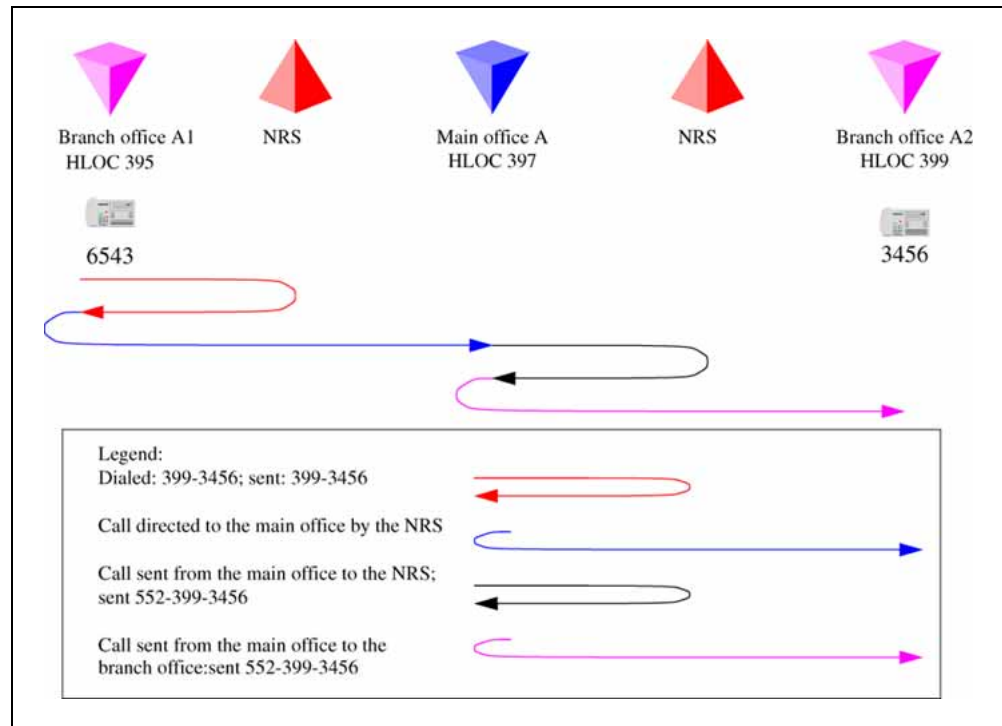 Branch office A1
HLOC 395
NRS
Main office A
HLOC 397
NRS
Branch office A2
HLOC 399
6543
3456
Legend:
Dialed: 399-3456; sent: 399-3456
Call directed to the main office by the NRS
Call sent from the main office to the NRS;
sent 552-399-3456
Call sent from the main office to the
branch office:sent 552-399-3456